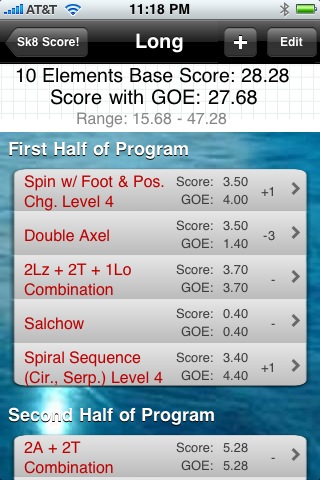 AT&T 11:18 PM
Sk8 Score! Long + Edit
10 Elements Base Score: 28.28
Score with GOE: 27.68
Range: 15.68 - 47.28
First Half of Program
Spin w/ Foot & Pos. Score: 3.50
Chg. Level 4 GOE: 4.00 +1
Double Axel Score: 3.50
GOE: 1.40 -3
2Lz + 2T + 1Lo Score: 3.70
Combination GOE: 3.70 -
Salchow Score: 0.40
GOE: 0.40 -
Spiral Sequence Score: 3.40
(Cir., Serp.) Level 4 GOE: 4.40 +1
Second Half of Program
2A + 2T Score: 5.28
Combination GOE: 5.28 -